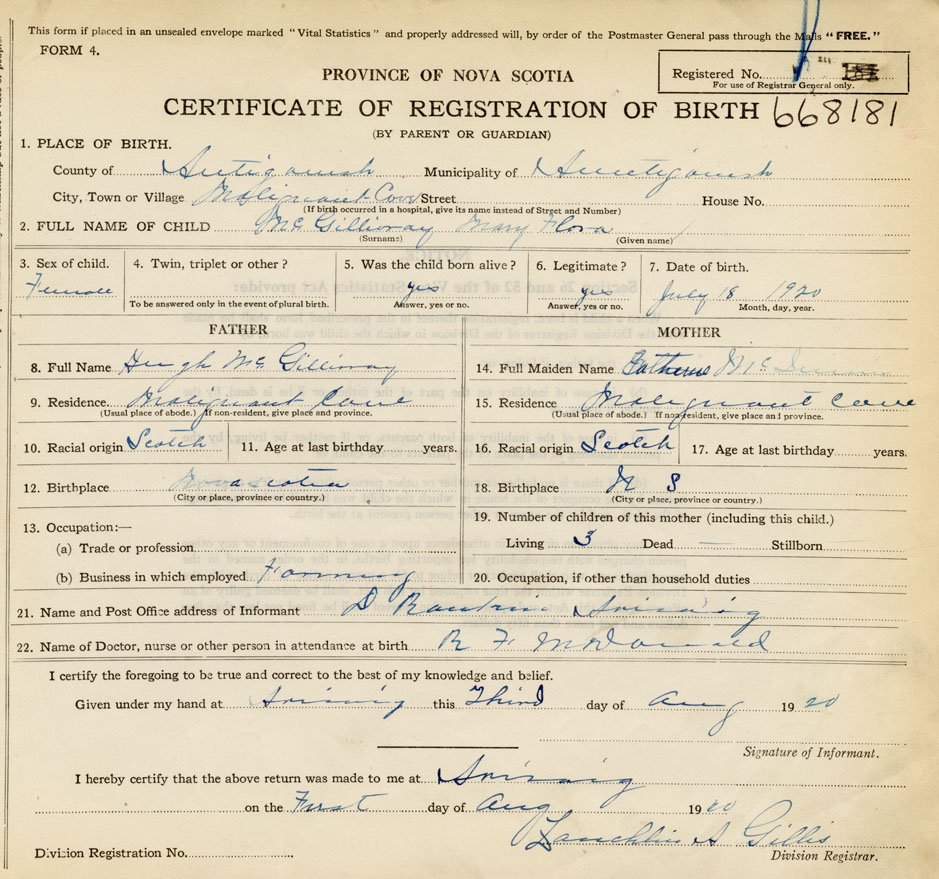 This form if placed in an unsealed envelope marked "Vital Statistics" and properly addressed will, by order of the Postmaster General pass through the Mails "FREE."
FORM 4.
PROVINCE OF NOVA SCOTIA
Registered No.
For use of Registrar General only.
CERTIFICATE OF REGISTRATION OF BIRTH 668181
(BY PARENT OR GUARDIAN)
1. PLACE OF BIRTH.
County of Antigonish Municipality of Antigonish
City, Town or Village Malignant Cove Street House No.
(If birth occurred in a hospital, give its name instead of Street and Number)
2. FULL NAME OF CHILD McGillivray Mary Flora
(Surname) (Given name)
3. Sex of child. 4. Twin, triplet or other? 5. Was the child born alive? 6. Legitimate? 7. Date of birth.
Female yes yes July 18 1920
To be answered only in the event of plural birth. Answer, yes or no. Answer, yes or no. Month, day, year.
FATHER MOTHER
8. Full Name Hugh McGillivray 14. Full Maiden Name Catherine Mc
9. Residence Malignant Cove 15. Residence Malignant Cove
(Usual place of abode.) If non-resident, give place and province. (Usual place of abode.) If non-resident, give place and province.
10. Racial origin Scotch 11. Age at last birthday years. 16. Racial origin Scotch 17. Age at last birthday years.
12. Birthplace Nova Scotia 18. Birthplace N S
(City or place, province or country.) (City or place, province or country.)
13. Occupation:— 19. Number of children of this mother (including this child.)
(a) Trade or profession Living 3 Dead — Stillborn
(b) Business in which employed Farming 20. Occupation, if other than household duties
21. Name and Post Office address of Informant D Arisaig
22. Name of Doctor, nurse or other person in attendance at birth R F McDonald
I certify the foregoing to be true and correct to the best of my knowledge and belief.
Given under my hand at Arisaig this Third day of Aug 1920
Signature of Informant.
I hereby certify that the above return was made to me at Arisaig
on the First day of Aug 1920
Lauchlin A Gillis
Division Registration No. Division Registrar.